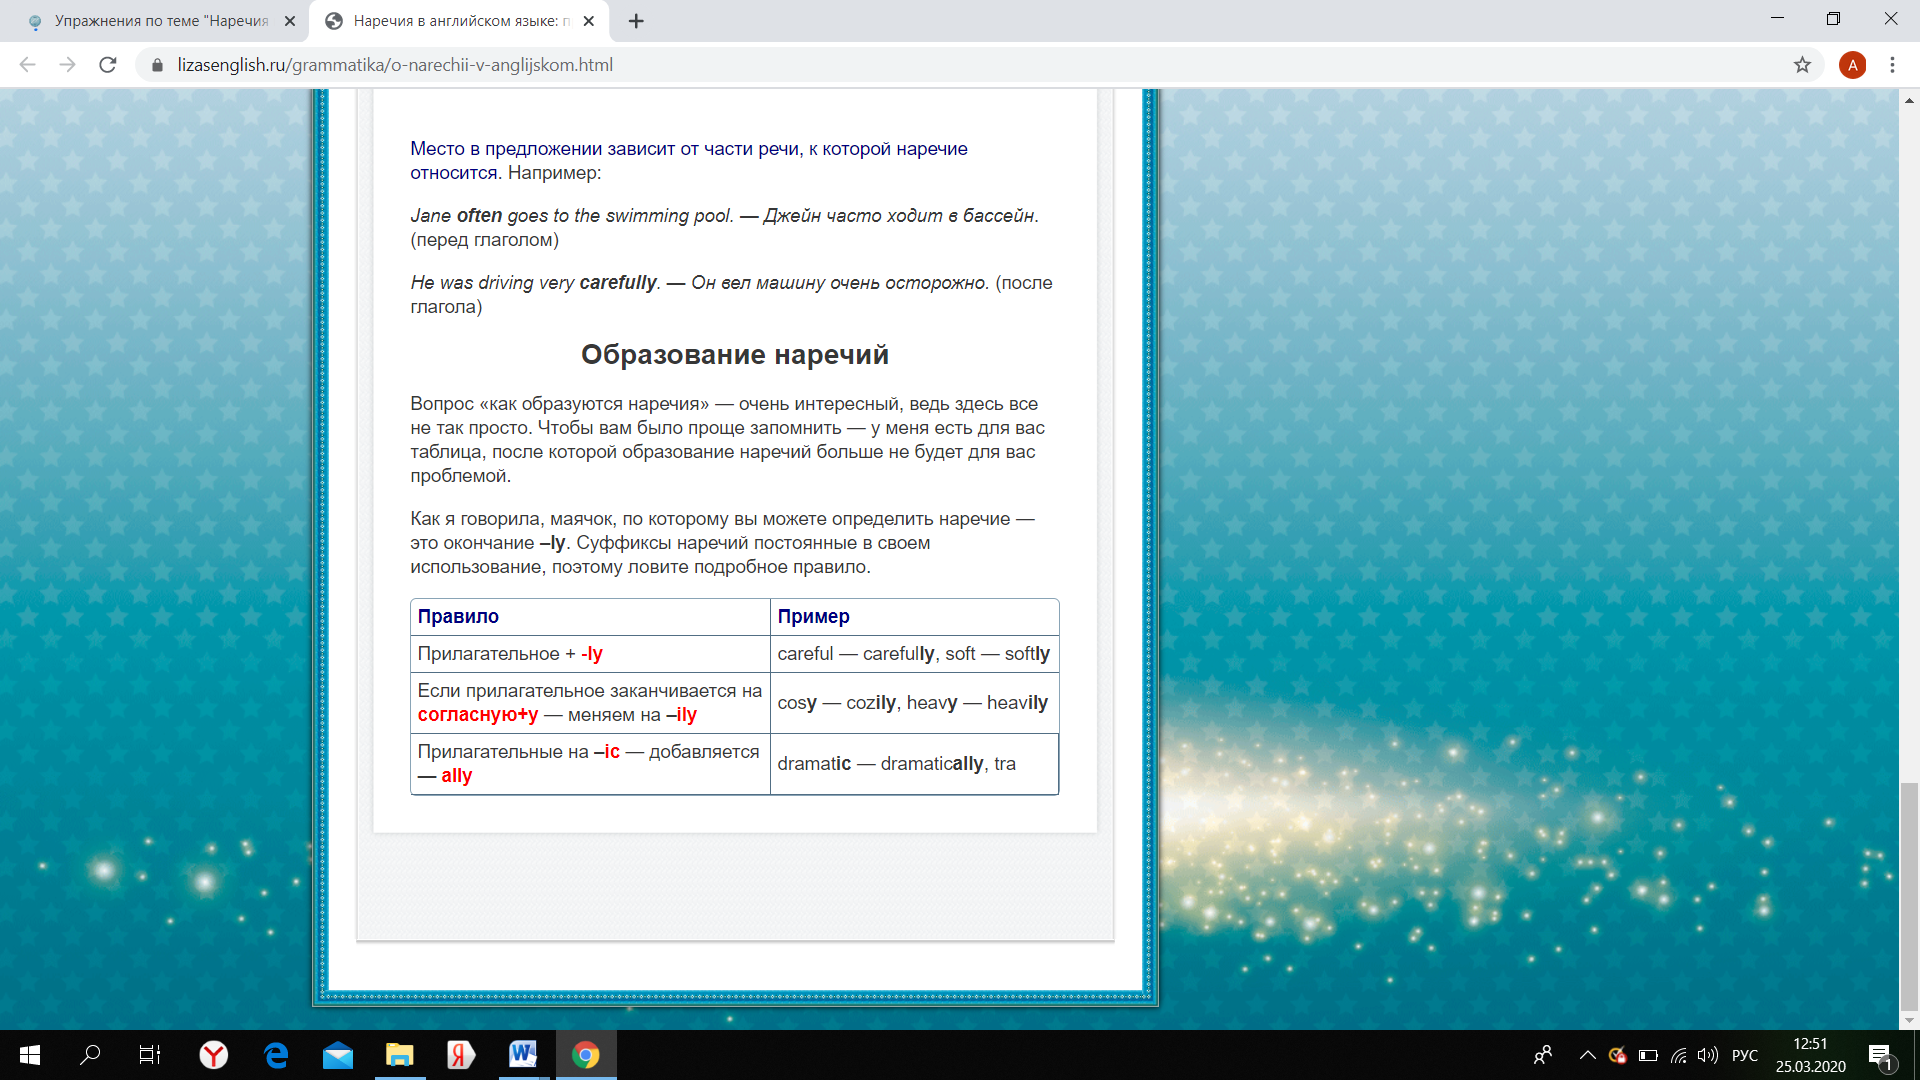 Упражнения по теме "Наречия
Наречия в английском языке: п
lizasenglish.ru/grammatika/o-narechii-v-anglijskom.html
A
Место в предложении зависит от части речи, к которой наречие
относится. Например:
Jane often goes to the swimming pool. — Джейн часто ходит в бассейн.
(перед глаголом)
He was driving very carefully. — Он вел машину очень осторожно. (после
глагола)
Образование наречий
Вопрос «как образуются наречия» — очень интересный, ведь здесь все
не так просто. Чтобы вам было проще запомнить — у меня есть для вас
таблица, после которой образование наречий больше не будет для вас
проблемой.
Как я говорила, маячок, по которому вы можете определить наречие —
это окончание –ly. Суффиксы наречий постоянные в своем
использование, поэтому ловите подробное правило.
Правило
Пример
Прилагательное + -ly
careful — carefully, soft — softly
Если прилагательное заканчивается на
согласную+y — меняем на –ily
cosy — cozily, heavy — heavily
Прилагательные на –ic — добавляется
— ally
dramatic — dramatically, tra
РУС
12:51
25.03.2020
1